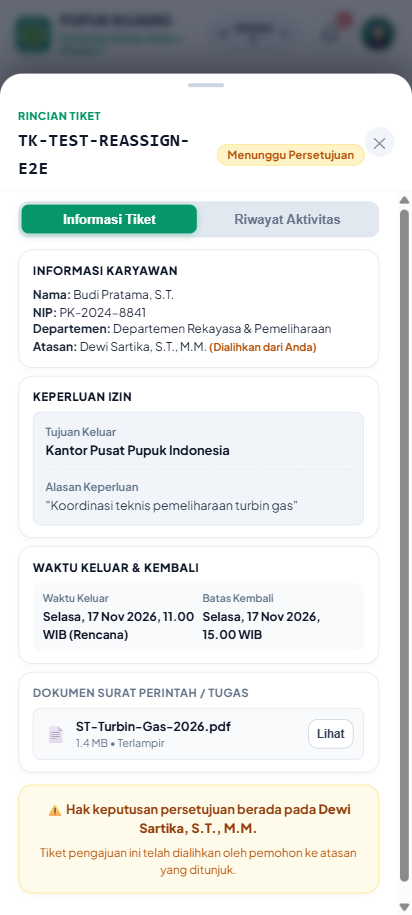 PUPUK KUJANG
RINCIAN TIKET
TK-TEST-REASSIGN-
E2E
Menunggu Persetujuan
Informasi Tiket
Riwayat Aktivitas
INFORMASI KARYAWAN
Nama: Budi Pratama, S.T.
NIP: PK-2024-8841
Departemen: Departemen Rekayasa & Pemeliharaan
Atasan: Dewi Sartika, S.T., M.M. (Dialihkan dari Anda)
KEPERLUAN IZIN
Tujuan Keluar
Kantor Pusat Pupuk Indonesia
Alasan Keperluan
"Koordinasi teknis pemeliharaan turbin gas"
WAKTU KELUAR & KEMBALI
Waktu Keluar
Selasa, 17 Nov 2026, 11.00
WIB (Rencana)
Batas Kembali
Selasa, 17 Nov 2026,
15.00 WIB
DOKUMEN SURAT PERINTAH / TUGAS
ST-Turbin-Gas-2026.pdf
1.4 MB • Terlampir
Lihat
⚠️ Hak keputusan persetujuan berada pada Dewi
Sartika, S.T., M.M.
Tiket pengajuan ini telah dialihkan oleh pemohon ke atasan
yang ditunjuk.